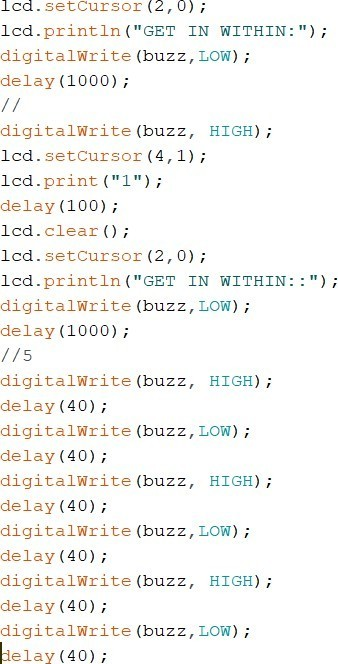 lcd.setCursor(2,0);
lcd.println("GET IN WITHIN:");
digitalWrite(buzz,LOW);
delay(1000);
//
digitalWrite(buzz, HIGH);
lcd.setCursor(4,1);
lcd.print("1");
delay(100);
lcd.clear();
lcd.setCursor(2,0);
lcd.println("GET IN WITHIN::");
digitalWrite(buzz,LOW);
delay(1000);
//5
digitalWrite(buzz, HIGH);
delay(40);
digitalWrite(buzz,LOW);
delay(40);
digitalWrite(buzz, HIGH);
delay(40);
digitalWrite(buzz,LOW);
delay(40);
digitalWrite(buzz, HIGH);
delay(40);
digitalWrite(buzz,LOW);
delay(40);